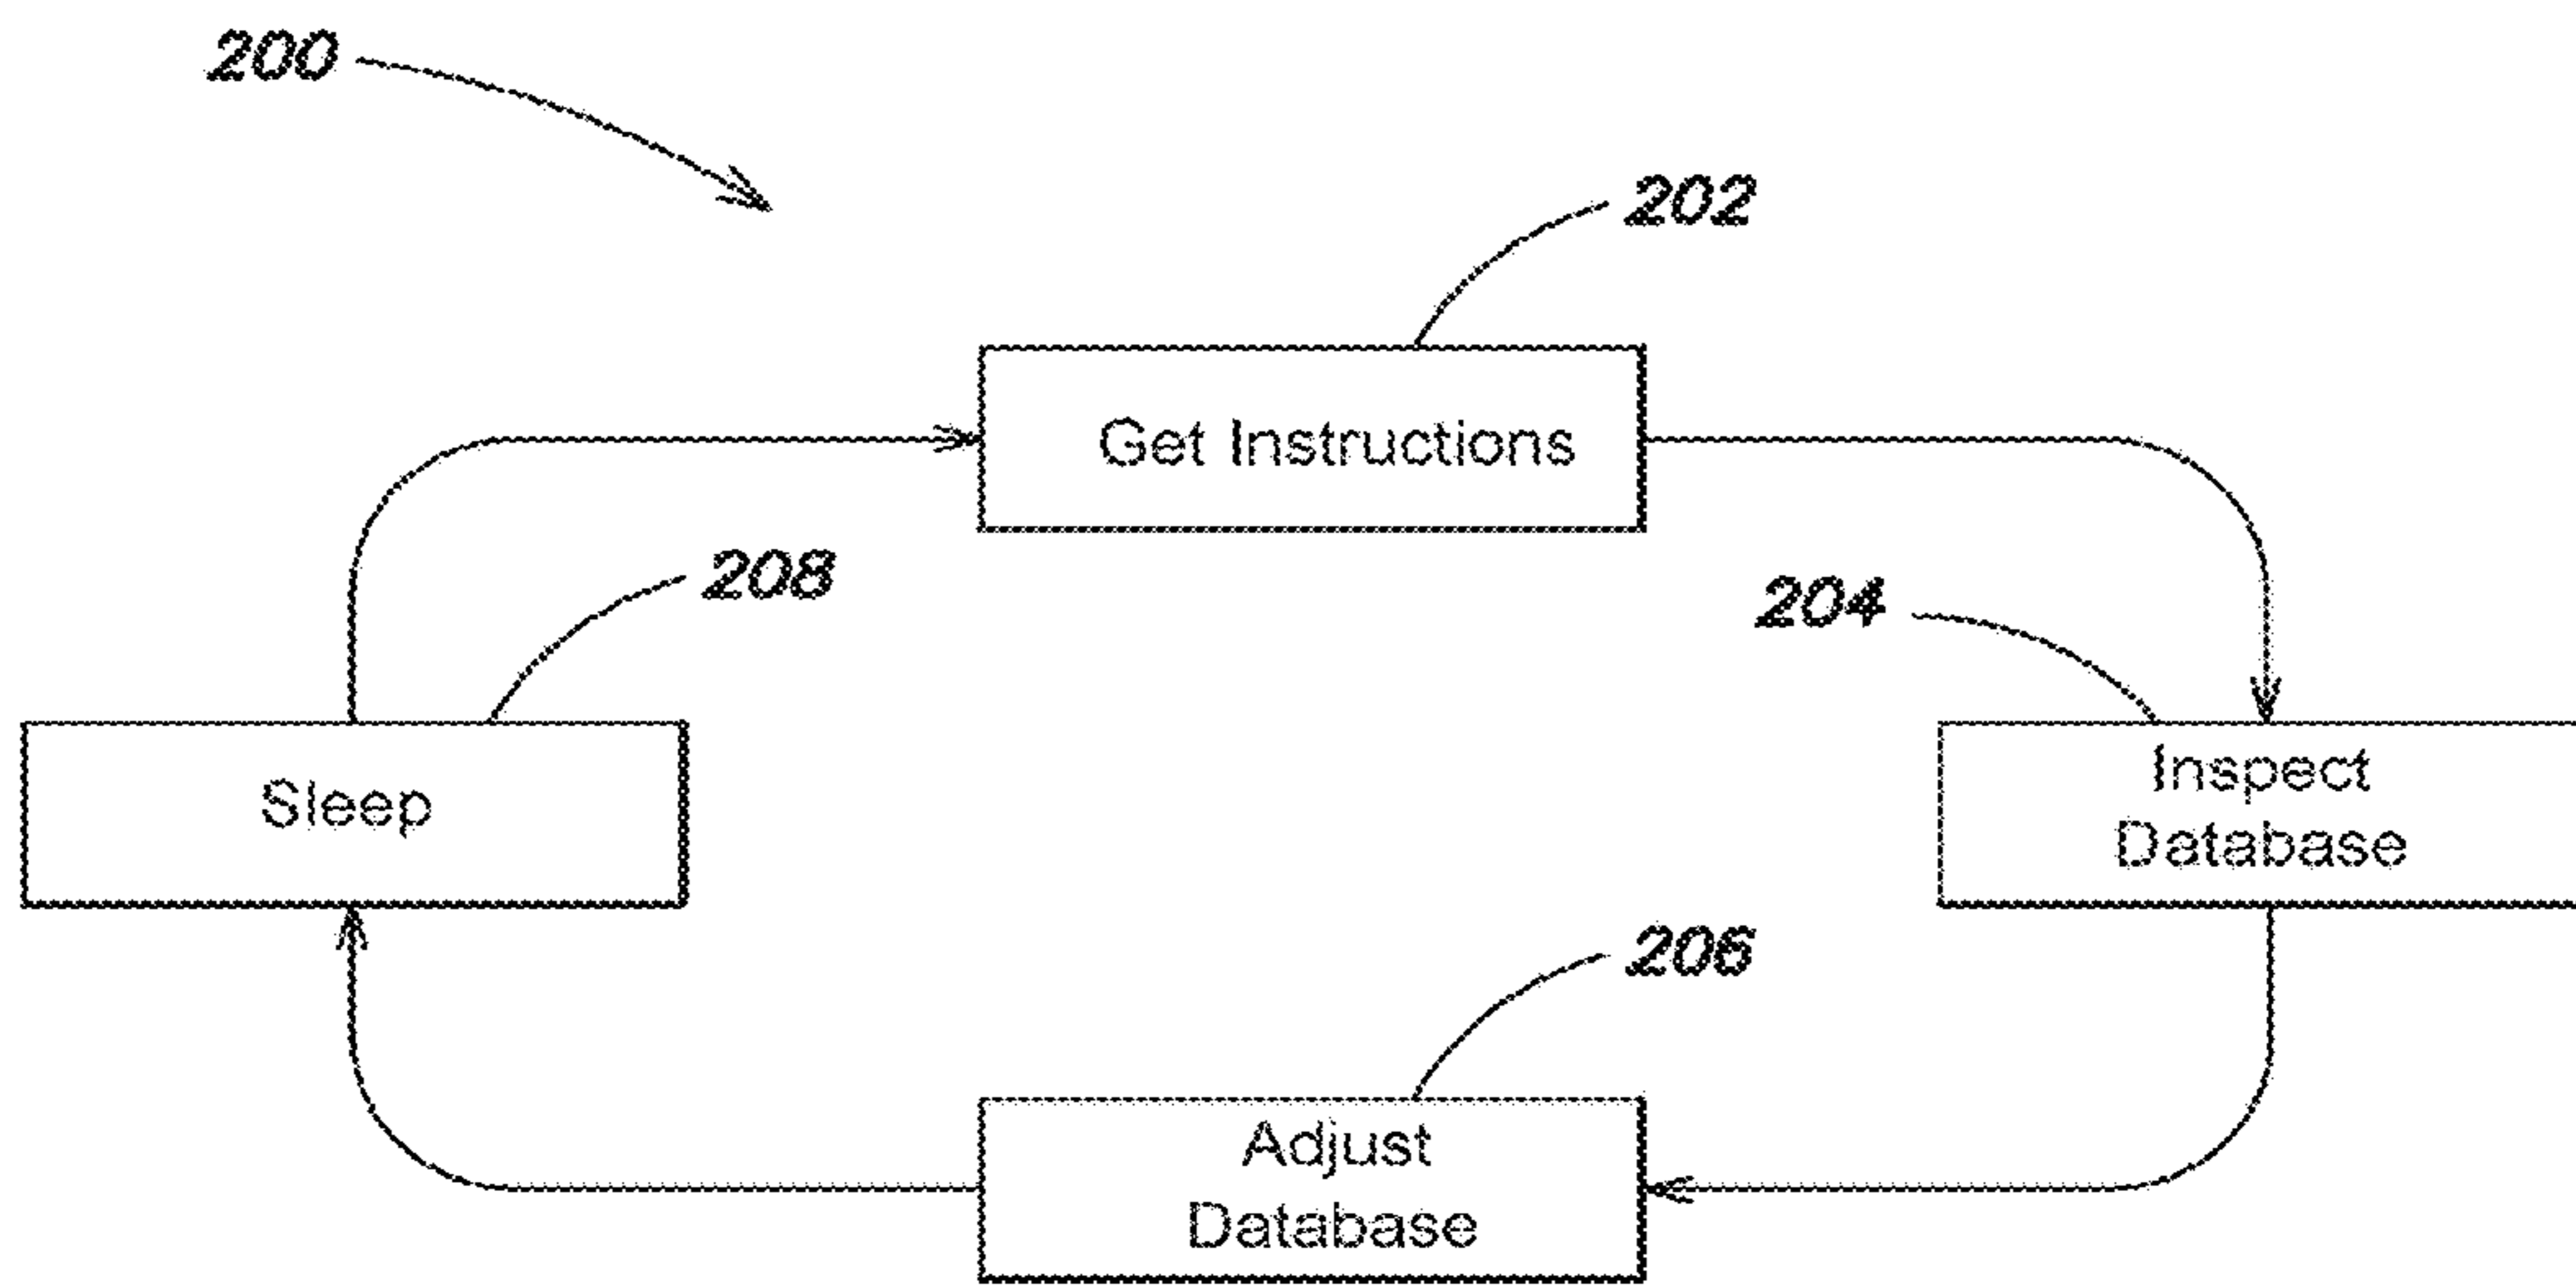 200
202
Get Instructions
208
204
Sleep
Inspect
Database
206
Adjust
Database